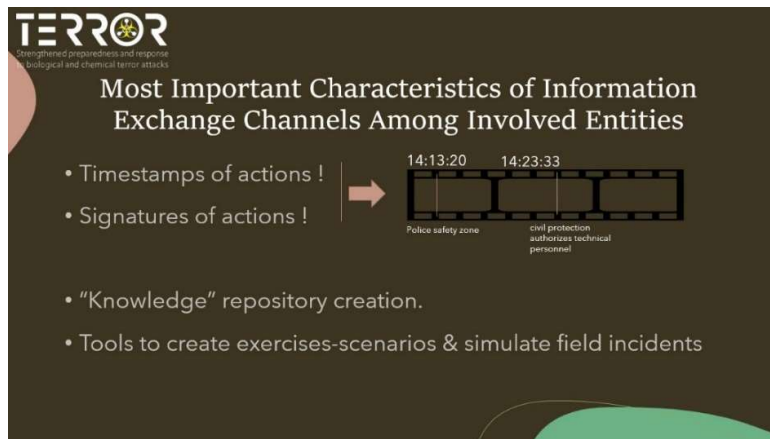 TERROR
Strengthened preparedness and response
to biological and chemical terror attacks
Most Important Characteristics of Information
Exchange Channels Among Involved Entities
• Timestamps of actions !
• Signatures of actions !
14:13:20
14:23:33
Police safety zone
civil protection
authorizes technical
personnel
• “Knowledge” repository creation.
• Tools to create exercises-scenarios & simulate field incidents